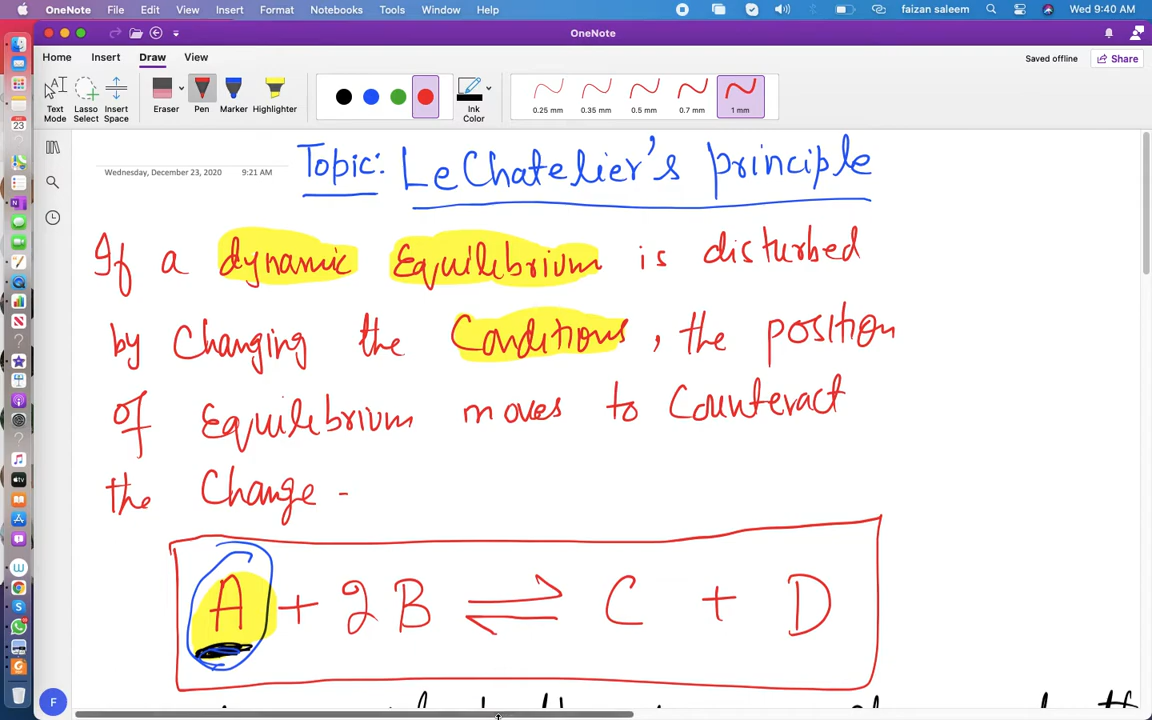 OneNote File Edit View Insert Format Notebooks Tools Window Help faizan saleem Wed 9:40 AM
OneNote
Home Insert Draw View Saved offline Share
Text Mode Lasso Select Insert Space Eraser Pen Marker Highlighter Ink Color 0.25 mm 0.35 mm 0.5 mm 0.7 mm 1 mm
Wednesday, December 23, 2020 9:21 AM
Topic: LeChatelier's principle
If a dynamic Equilebrium is disturbed
by Changing the Conditions, the position
of Equilebrium moves to Counteract
the Change -
A + 2B ⇌ C + D
F